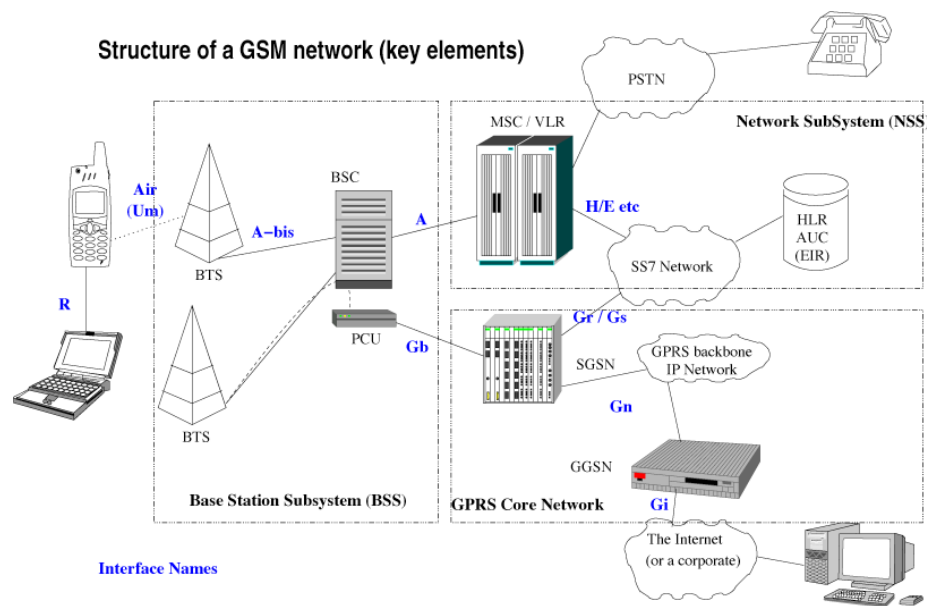 Structure of a GSM network (key elements)
PSTN
MSC / VLR
Network SubSystem (NSS)
BSC
Air
(Um)
A-bis
A
H/E etc
HLR
AUC
(EIR)
SS7 Network
BTS
R
PCU
Gb
Gr / Gs
SGSN
GPRS backbone
IP Network
Gn
BTS
GGSN
Base Station Subsystem (BSS)
GPRS Core Network
Gi
The Internet
(or a corporate)
Interface Names